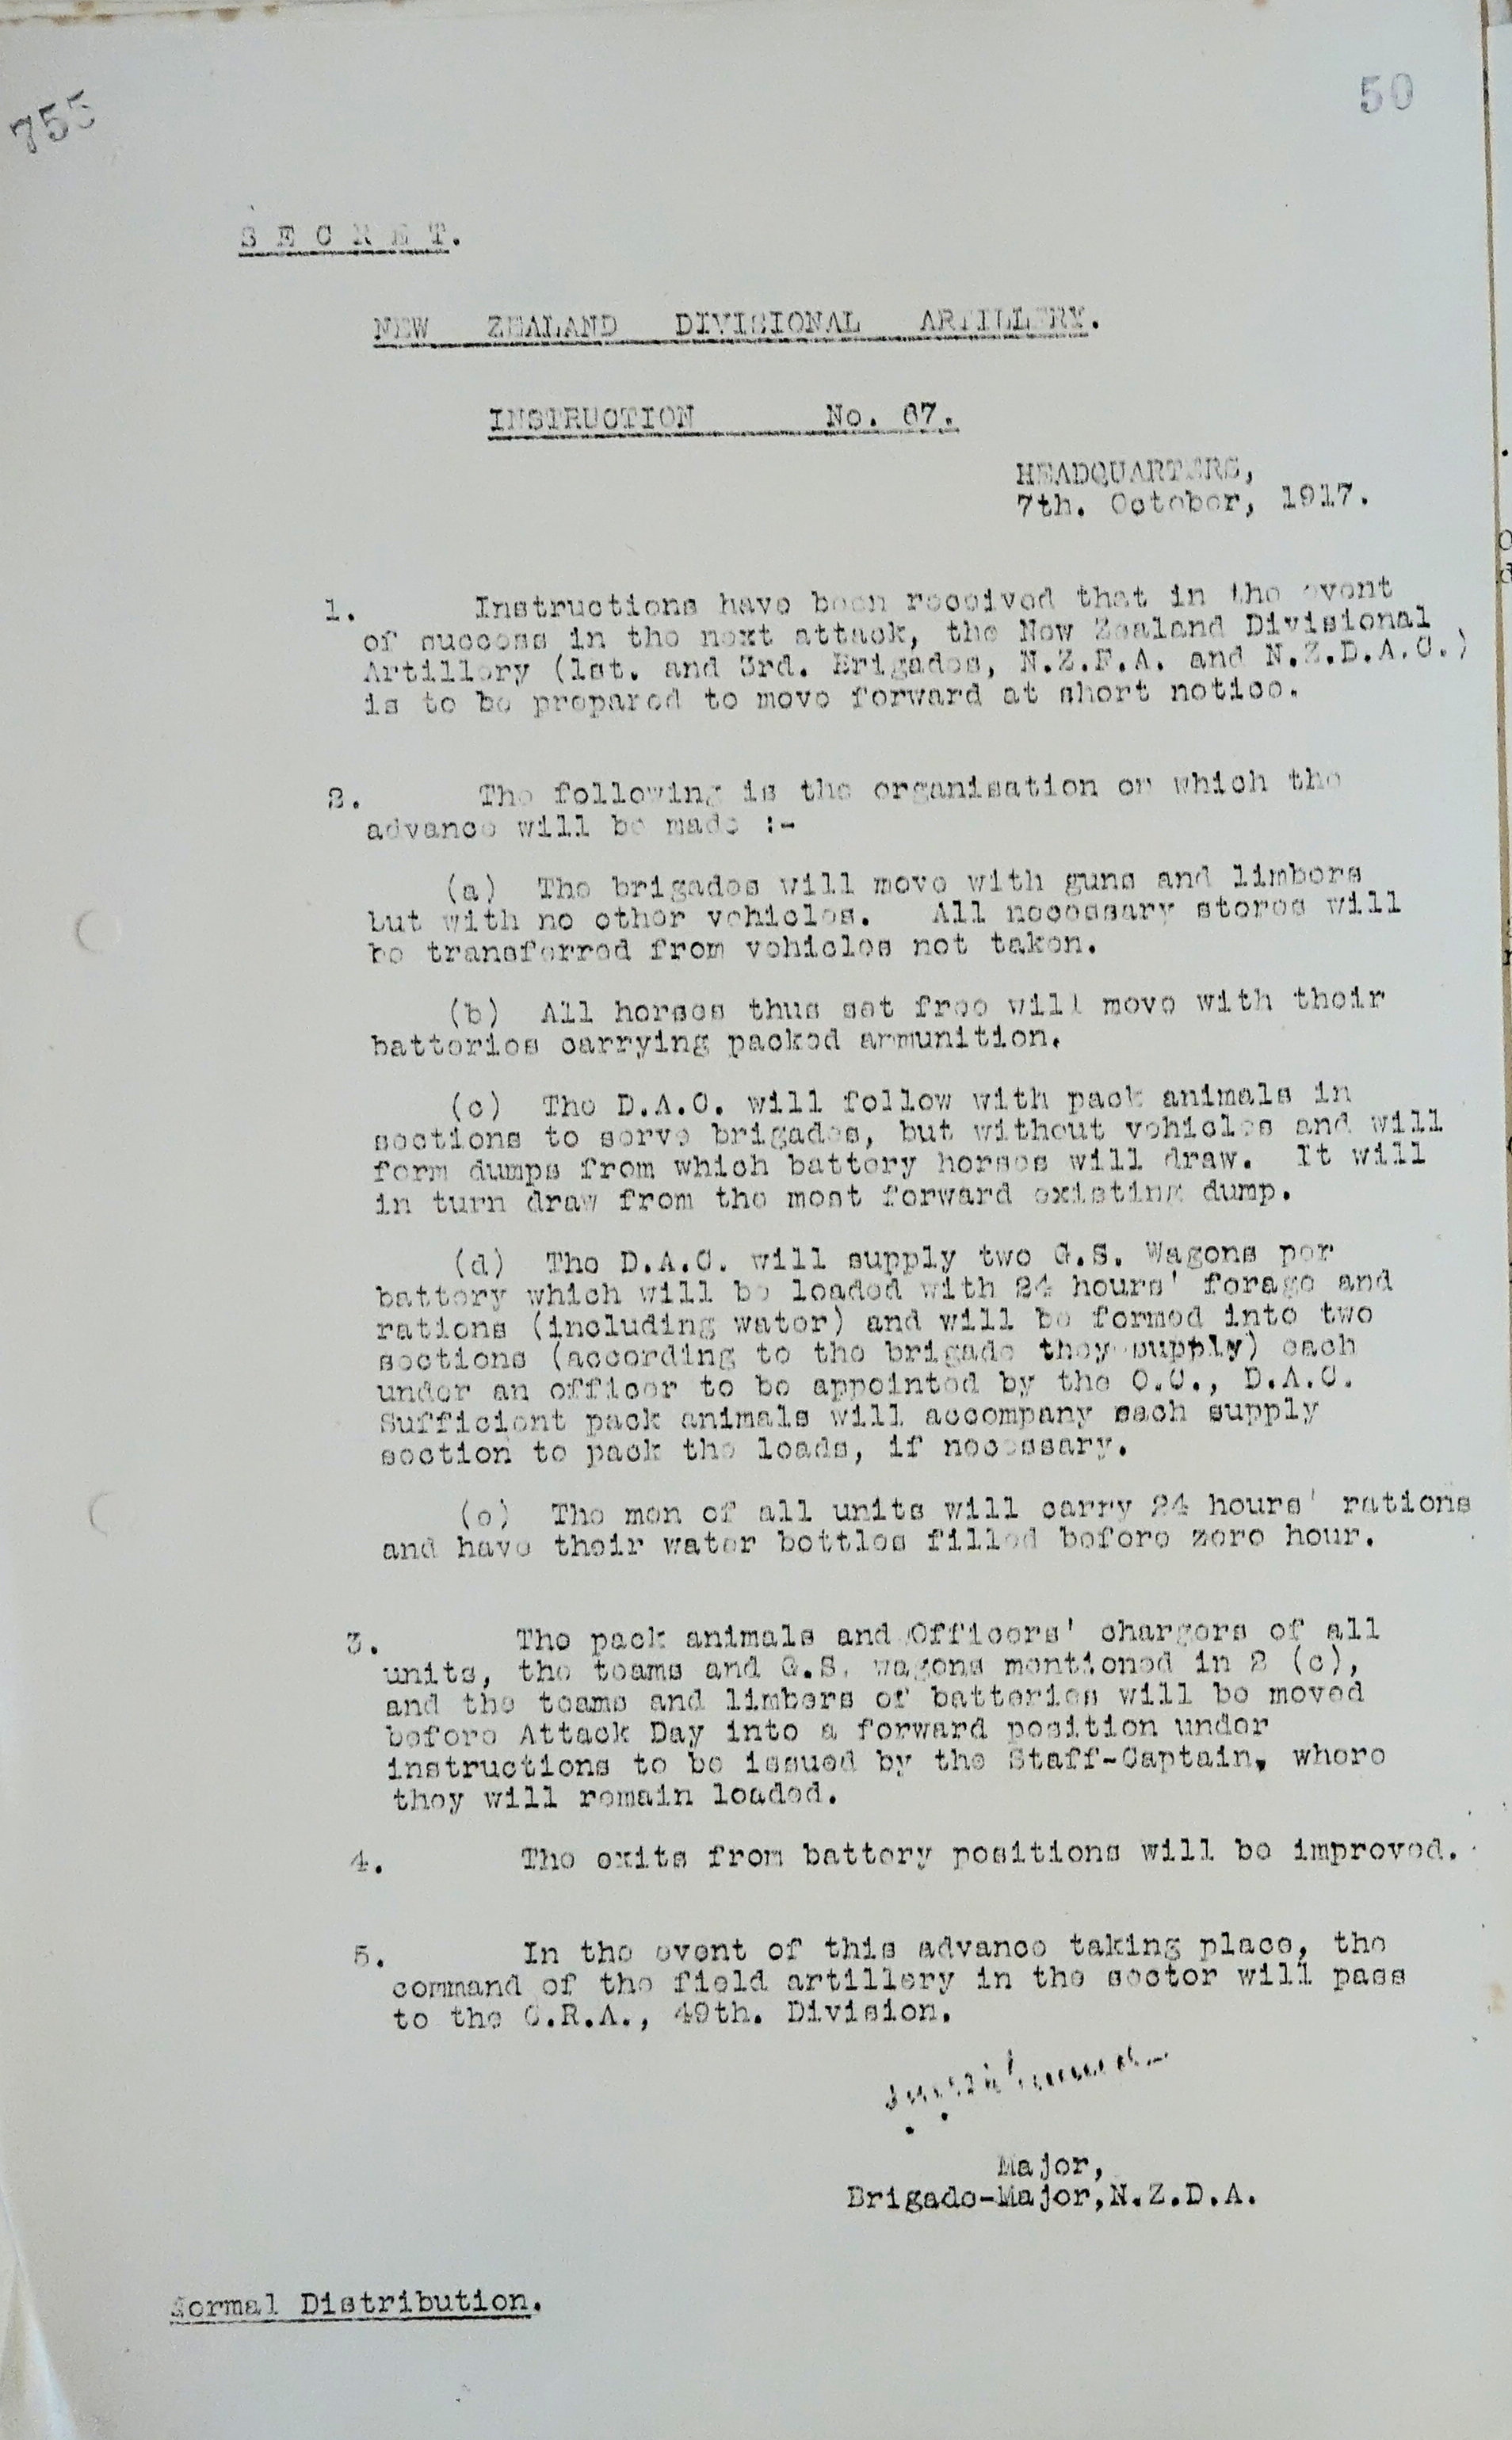 755
50
S E C R E T.
NEW ZEALAND DIVISIONAL ARTILLERY.
INSTRUCTION No. 67.
HEADQUARTERS,
7th. October, 1917.
1. Instructions have been received that in the event
of success in the next attack, the New Zealand Divisional
Artillery (1st. and 3rd. Brigades, N.Z.F.A. and N.Z.D.A.C.)
is to be prepared to move forward at short notice.
2. The following is the organisation on which the
advance will be made :-
(a) The brigades will move with guns and limbers
but with no other vehicles. All necessary stores will
be transferred from vehicles not taken.
(b) All horses thus set free will move with their
batteries carrying packed ammunition.
(c) The D.A.C. will follow with pack animals in
sections to serve brigades, but without vehicles and will
form dumps from which battery horses will draw. It will
in turn draw from the most forward existing dump.
(d) The D.A.C. will supply two G.S. Wagons per
battery which will be loaded with 24 hours' forage and
rations (including water) and will be formed into two
sections (according to the brigade they supply) each
under an officer to be appointed by the O.C., D.A.C.
Sufficient pack animals will accompany each supply
section to pack the loads, if necessary.
(e) The men of all units will carry 24 hours' rations
and have their water bottles filled before zero hour.
3. The pack animals and Officers' chargers of all
units, the teams and G.S. wagons mentioned in 2 (c),
and the teams and limbers of batteries will be moved
before Attack Day into a forward position under
instructions to be issued by the Staff-Captain, where
they will remain loaded.
4. The exits from battery positions will be improved.
5. In the event of this advance taking place, the
command of the field artillery in the sector will pass
to the C.R.A., 49th. Division.
Major,
Brigade-Major,N.Z.D.A.
Normal Distribution.